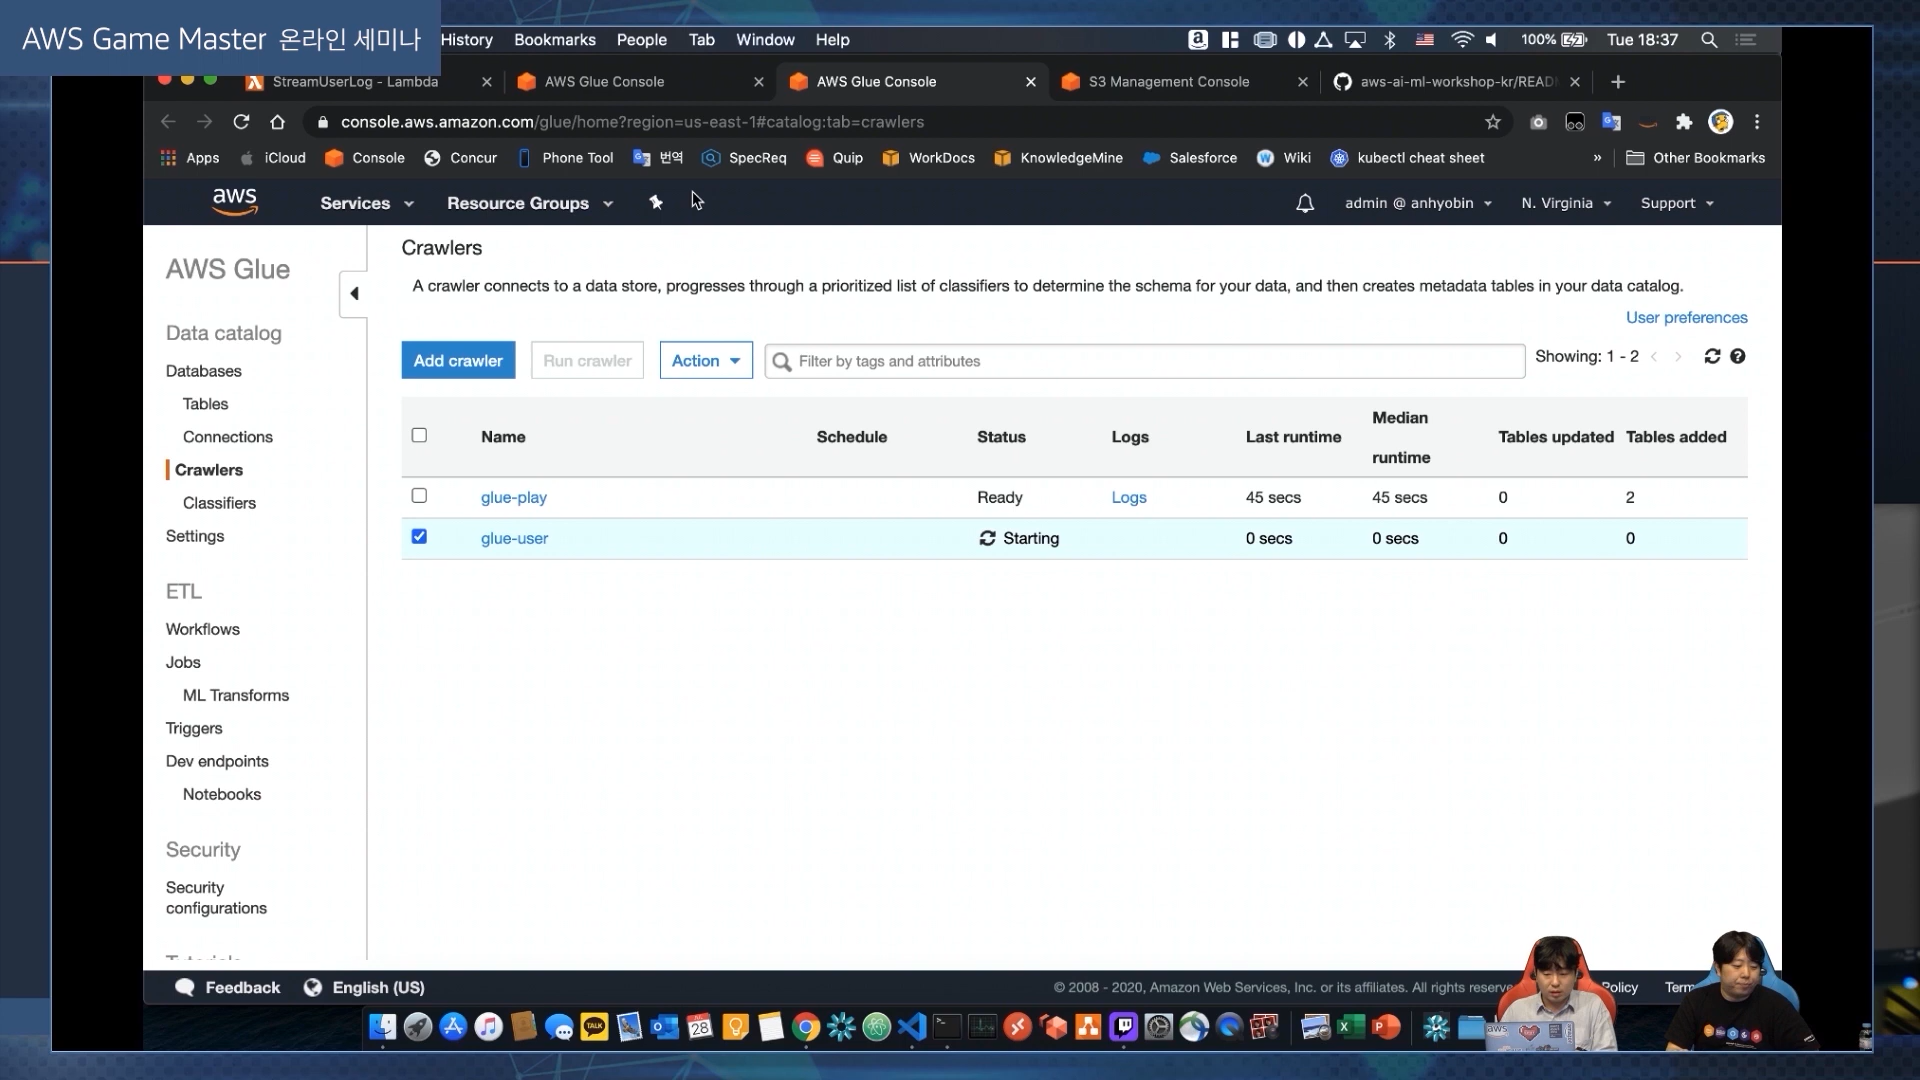 AWS Game Master 온라인 세미나
History Bookmarks People Tab Window Help
100% Tue 18:37
StreamUserLog - Lambda
AWS Glue Console
AWS Glue Console
S3 Management Console
aws-ai-ml-workshop-kr/READ
console.aws.amazon.com/glue/home?region=us-east-1#catalog:tab=crawlers
Apps iCloud Console Concur Phone Tool 번역 SpecReq Quip WorkDocs KnowledgeMine Salesforce Wiki kubectl cheat sheet » Other Bookmarks
aws Services Resource Groups admin @ anhyobin N. Virginia Support
AWS Glue
Data catalog
Databases
Tables
Connections
Crawlers
Classifiers
Settings
ETL
Workflows
Jobs
ML Transforms
Triggers
Dev endpoints
Notebooks
Security
Security
configurations
Tutorials
Crawlers
A crawler connects to a data store, progresses through a prioritized list of classifiers to determine the schema for your data, and then creates metadata tables in your data catalog.
User preferences
Add crawler Run crawler Action Filter by tags and attributes Showing: 1 - 2
Name Schedule Status Logs Last runtime Median runtime Tables updated Tables added
glue-play Ready Logs 45 secs 45 secs 0 2
glue-user Starting 0 secs 0 secs 0 0
Feedback English (US) © 2008 - 2020, Amazon Web Services, Inc. or its affiliates. All rights reserve Policy Term
TALK
28
aws